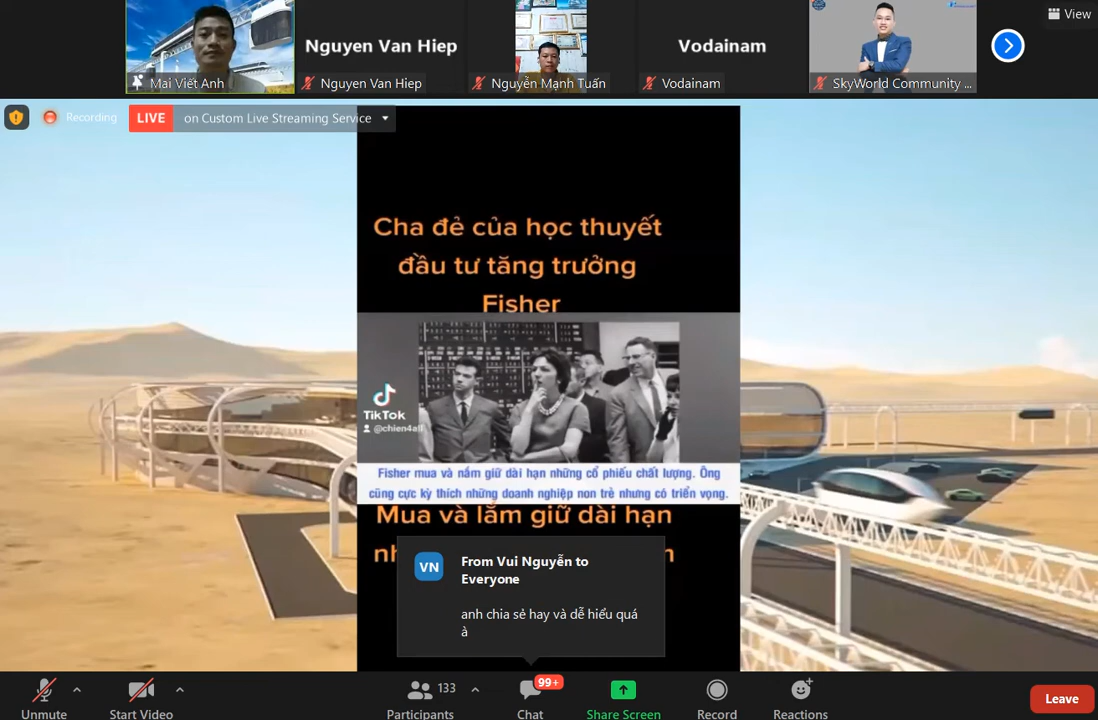 View
Nguyen Van Hiep
Vodainam
Mai Viết Anh
Nguyen Van Hiep
Nguyễn Mạnh Tuấn
Vodainam
SkyWorld Community ...
Recording
LIVE
on Custom Live Streaming Service
Cha đẻ của học thuyết
đầu tư tăng trưởng
Fisher
TikTok
@chien4all
Fisher mua và nắm giữ dài hạn những cổ phiếu chất lượng. Ông
cũng cực kỳ thích những doanh nghiệp non trẻ nhưng có triển vọng.
Mua và lắm giữ dài hạn
VN
From Vui Nguyễn to
Everyone
anh chia sẻ hay và dễ hiểu quá
à
Unmute
Start Video
133
Participants
99+
Chat
Share Screen
Record
Reactions
Leave